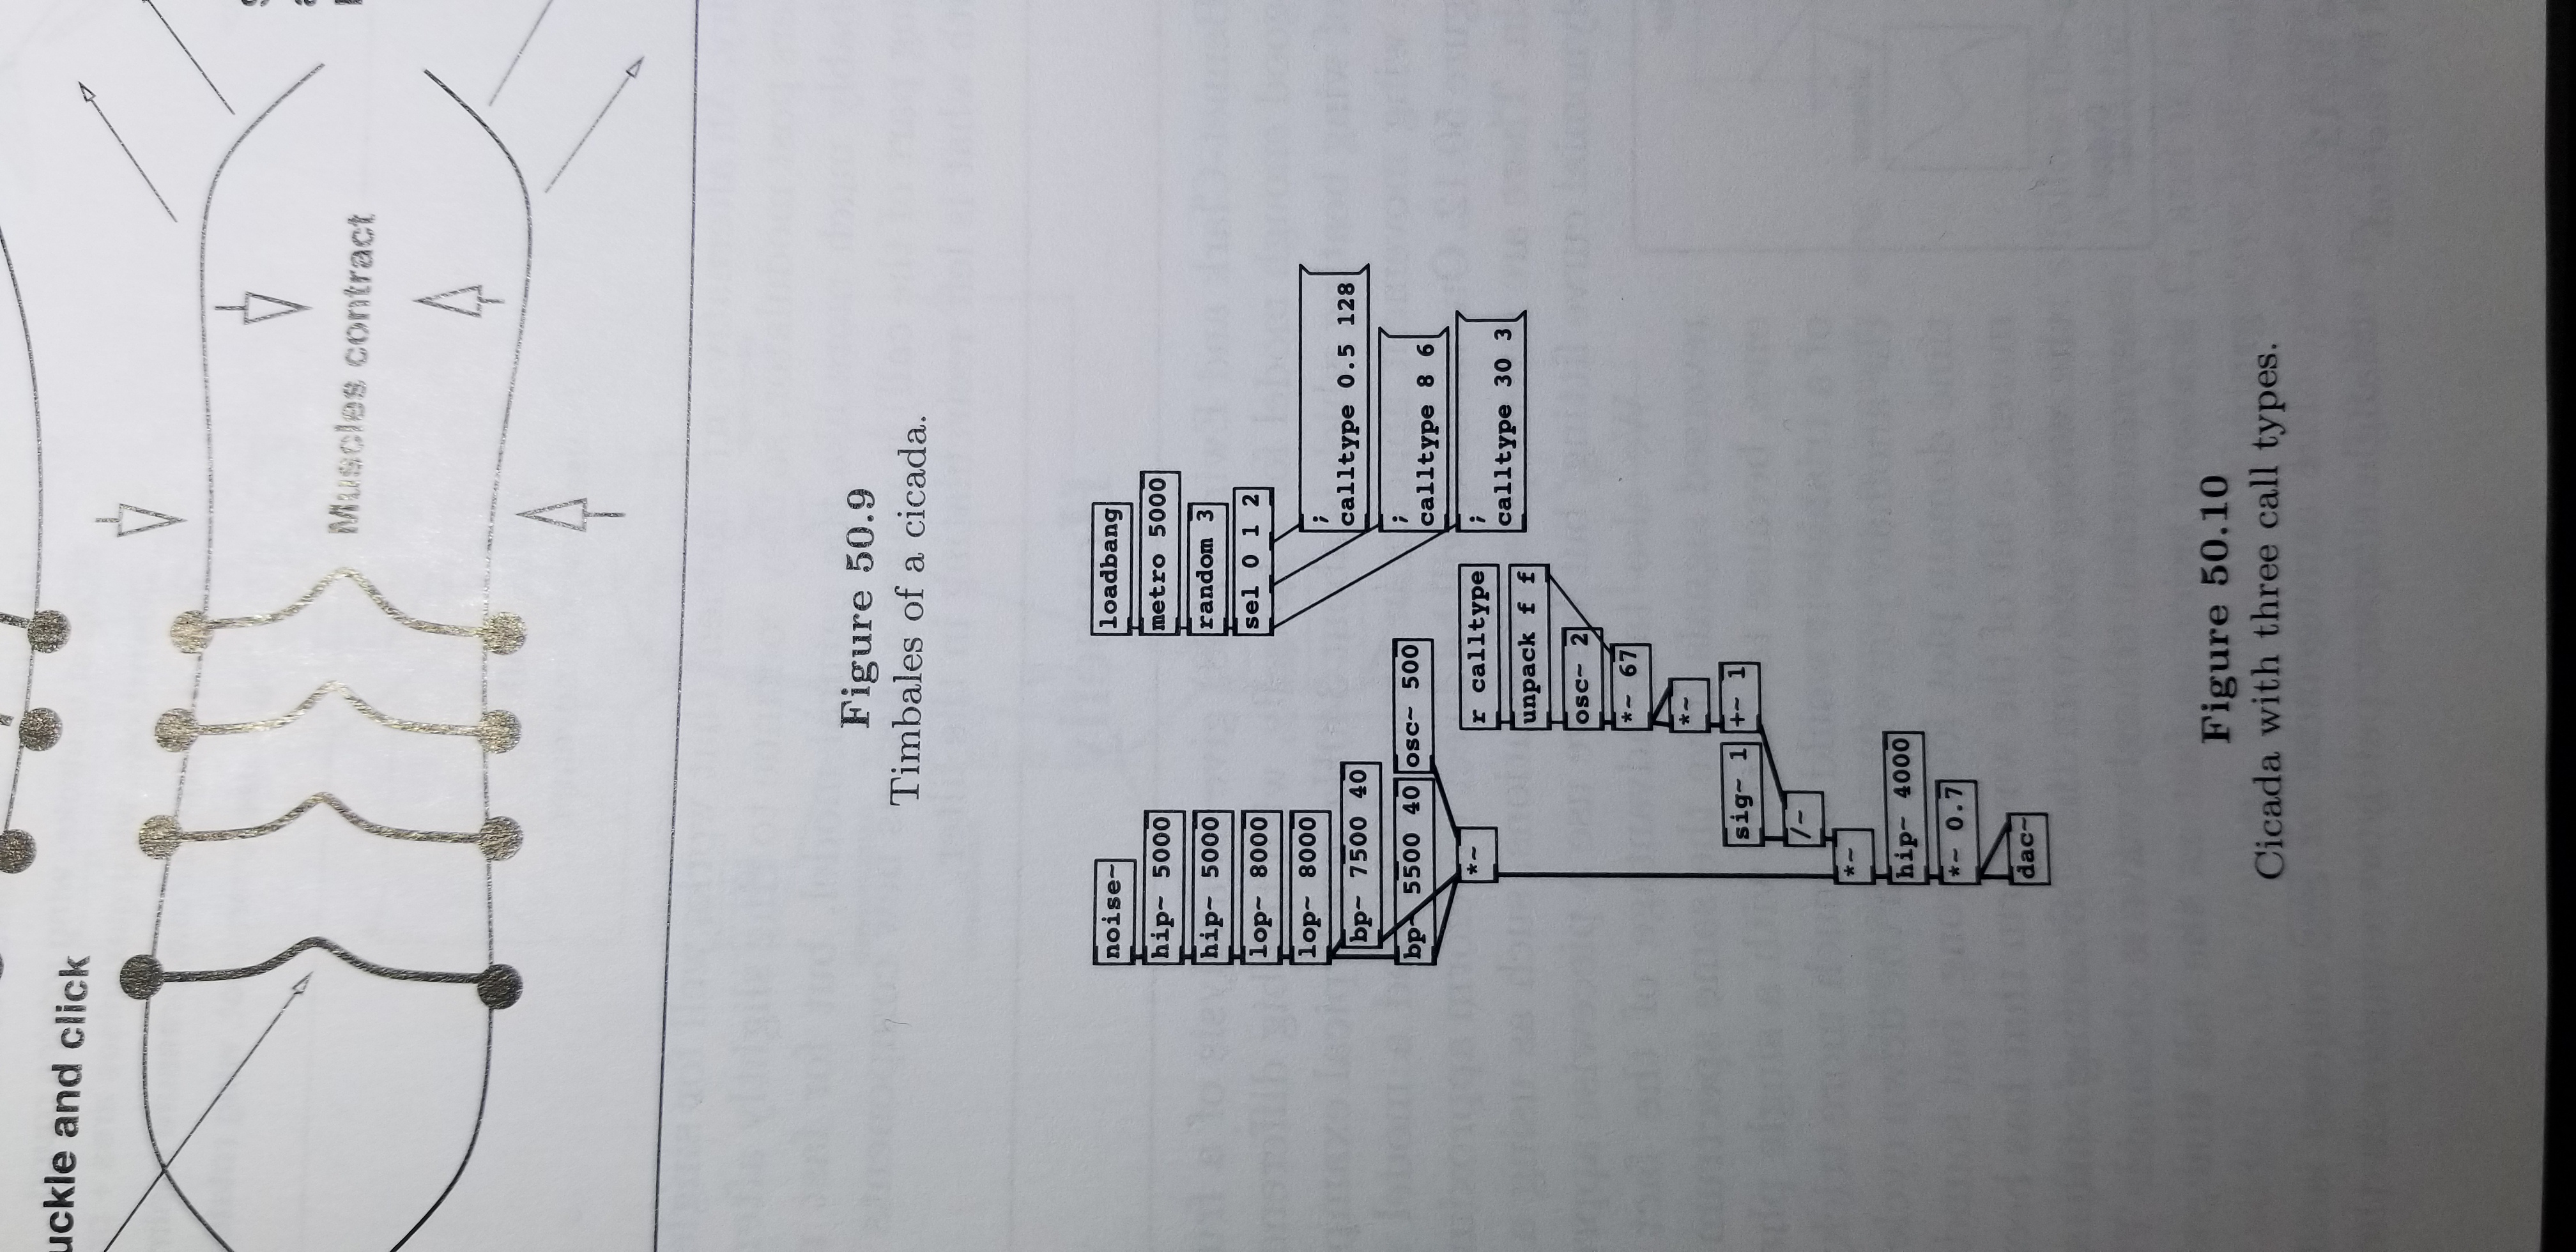 uckle and click
Muscles contract
Figure 50.9
Timbales of a cicada.
noise~
hip~ 5000
hip~ 5000
lop~ 8000
lop~ 8000
bp~ 7500 40
bp~ 5500 40
osc~ 500
*~
loadbang
metro 5000
random 3
sel 0 1 2
;
calltype 0.5 128
;
calltype 8 6
;
calltype 30 3
r calltype
unpack f f
osc~ 2
*~ 67
*~
sig~ 1
+~ 1
/~
*~
hip~ 4000
*~ 0.7
dac~
Figure 50.10
Cicada with three call types.